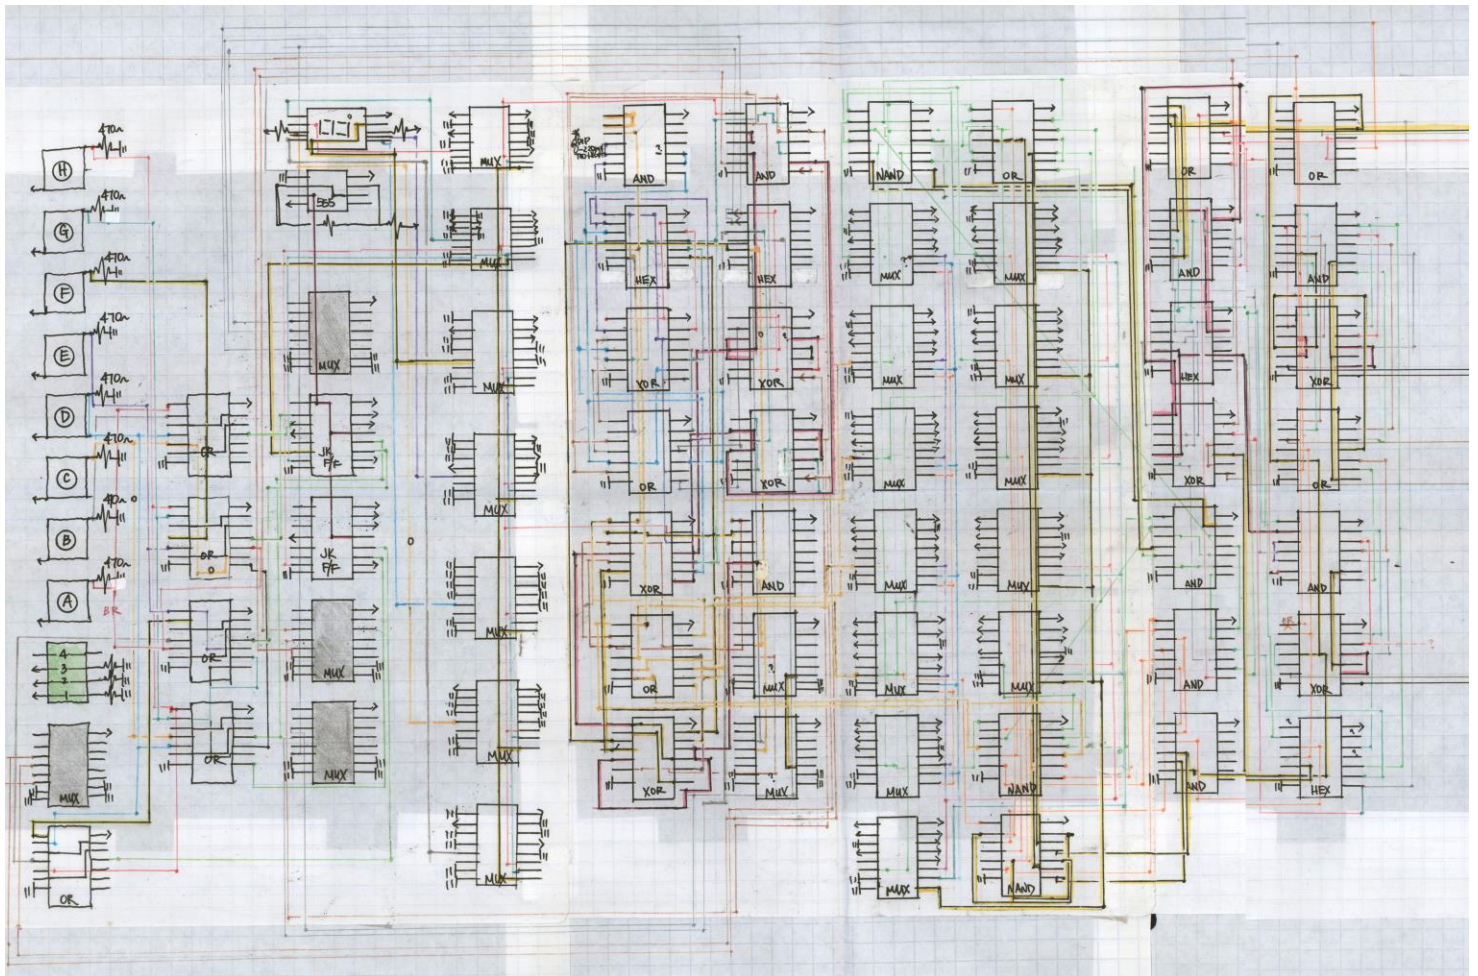 470Ω
H
470Ω
G
470Ω
F
470Ω
E
470Ω
D
470Ω
C
470Ω
B
470Ω
A
BR
4
3
2
1
MUX
OR
OR
OR
OR
OR
555
MUX
JK
F/F
JK
F/F
MUX
MUX
MUX
MUX
MUX
MUX
MUX
MUX
MUX
AND
HEX
XOR
OR
XOR
OR
XOR
AND
HEX
XOR
XOR
AND
MUX
MUX
NAND
MUX
MUX
MUX
MUX
MUX
MUX
MUX
OR
MUX
MUX
MUX
MUX
MUX
NAND
NAND
OR
AND
HEX
XOR
AND
AND
AND
OR
AND
XOR
OR
AND
XOR
HEX